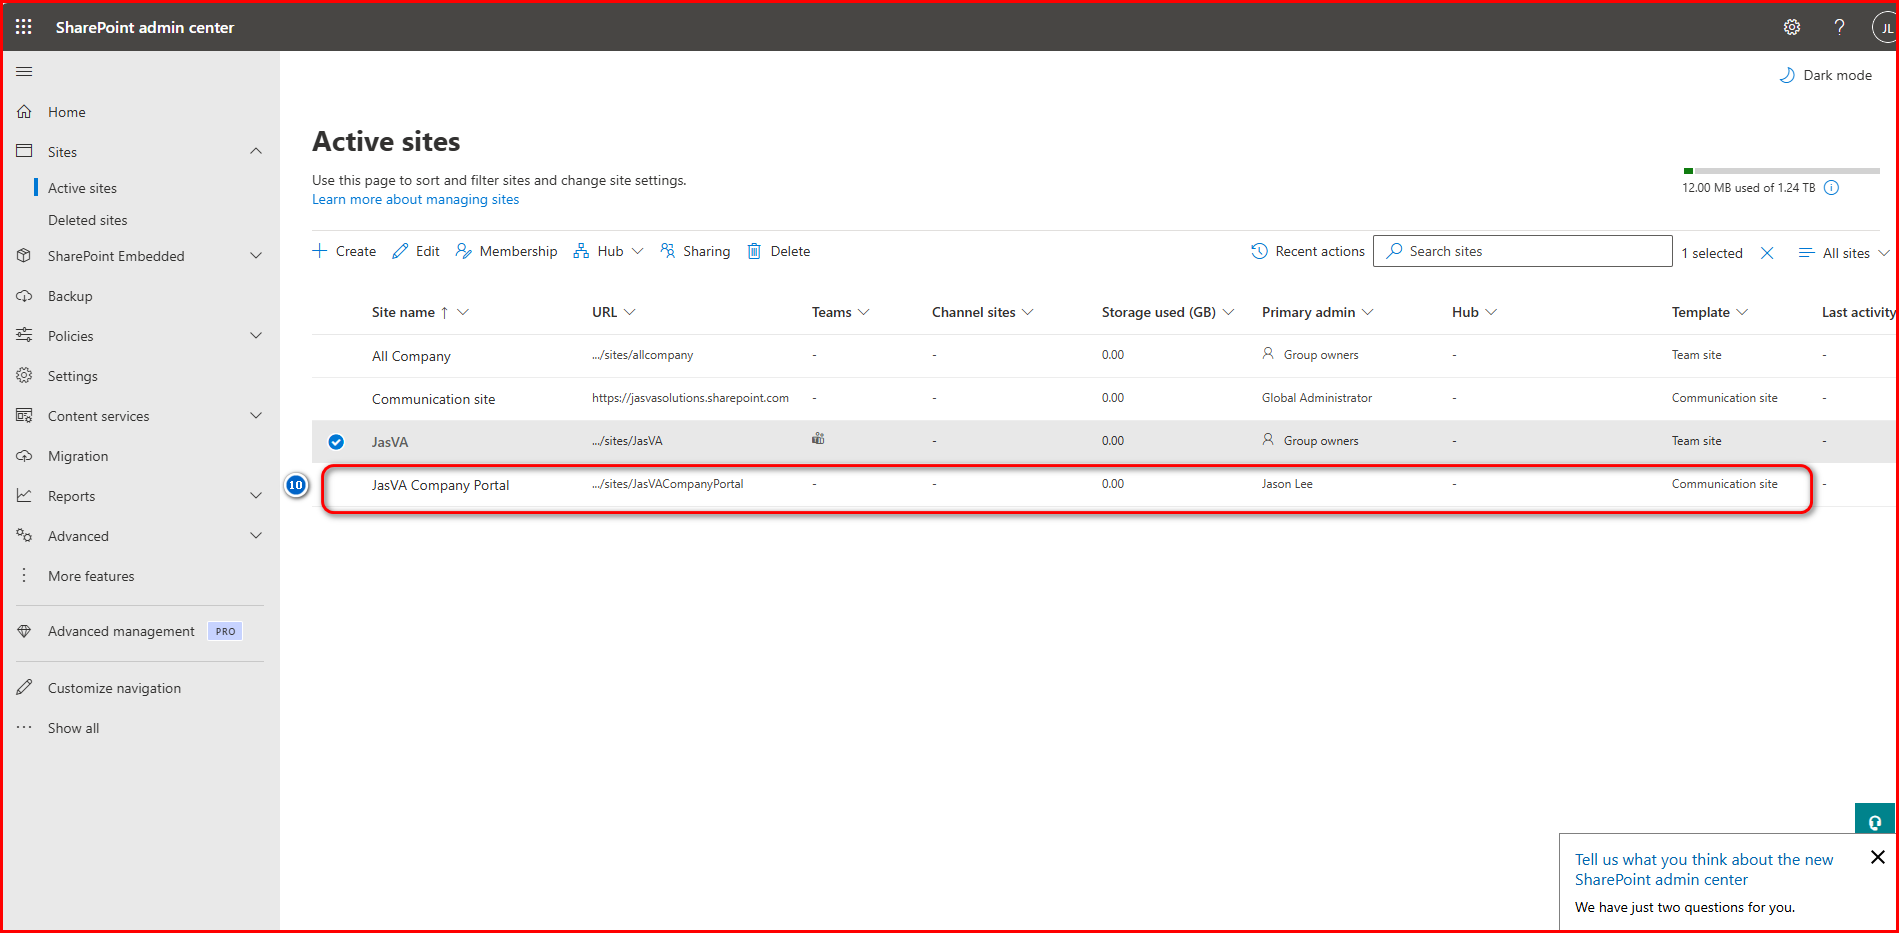 SharePoint admin center
?
JL
Dark mode
Home
Sites
Active sites
Deleted sites
SharePoint Embedded
Backup
Policies
Settings
Content services
Migration
Reports
Advanced
More features
Advanced management PRO
Customize navigation
Show all
Active sites
Use this page to sort and filter sites and change site settings.
Learn more about managing sites
12.00 MB used of 1.24 TB
Create Edit Membership Hub Sharing Delete Recent actions Search sites 1 selected All sites
Site name ↑ URL Teams Channel sites Storage used (GB) Primary admin Hub Template Last activity
All Company .../sites/allcompany - - 0.00 Group owners - Team site -
Communication site https://jasvasolutions.sharepoint.com - - 0.00 Global Administrator - Communication site -
JasVA .../sites/JasVA - 0.00 Group owners - Team site -
10 JasVA Company Portal .../sites/JasVACompanyPortal - - 0.00 Jason Lee - Communication site -
Tell us what you think about the new
SharePoint admin center
We have just two questions for you.